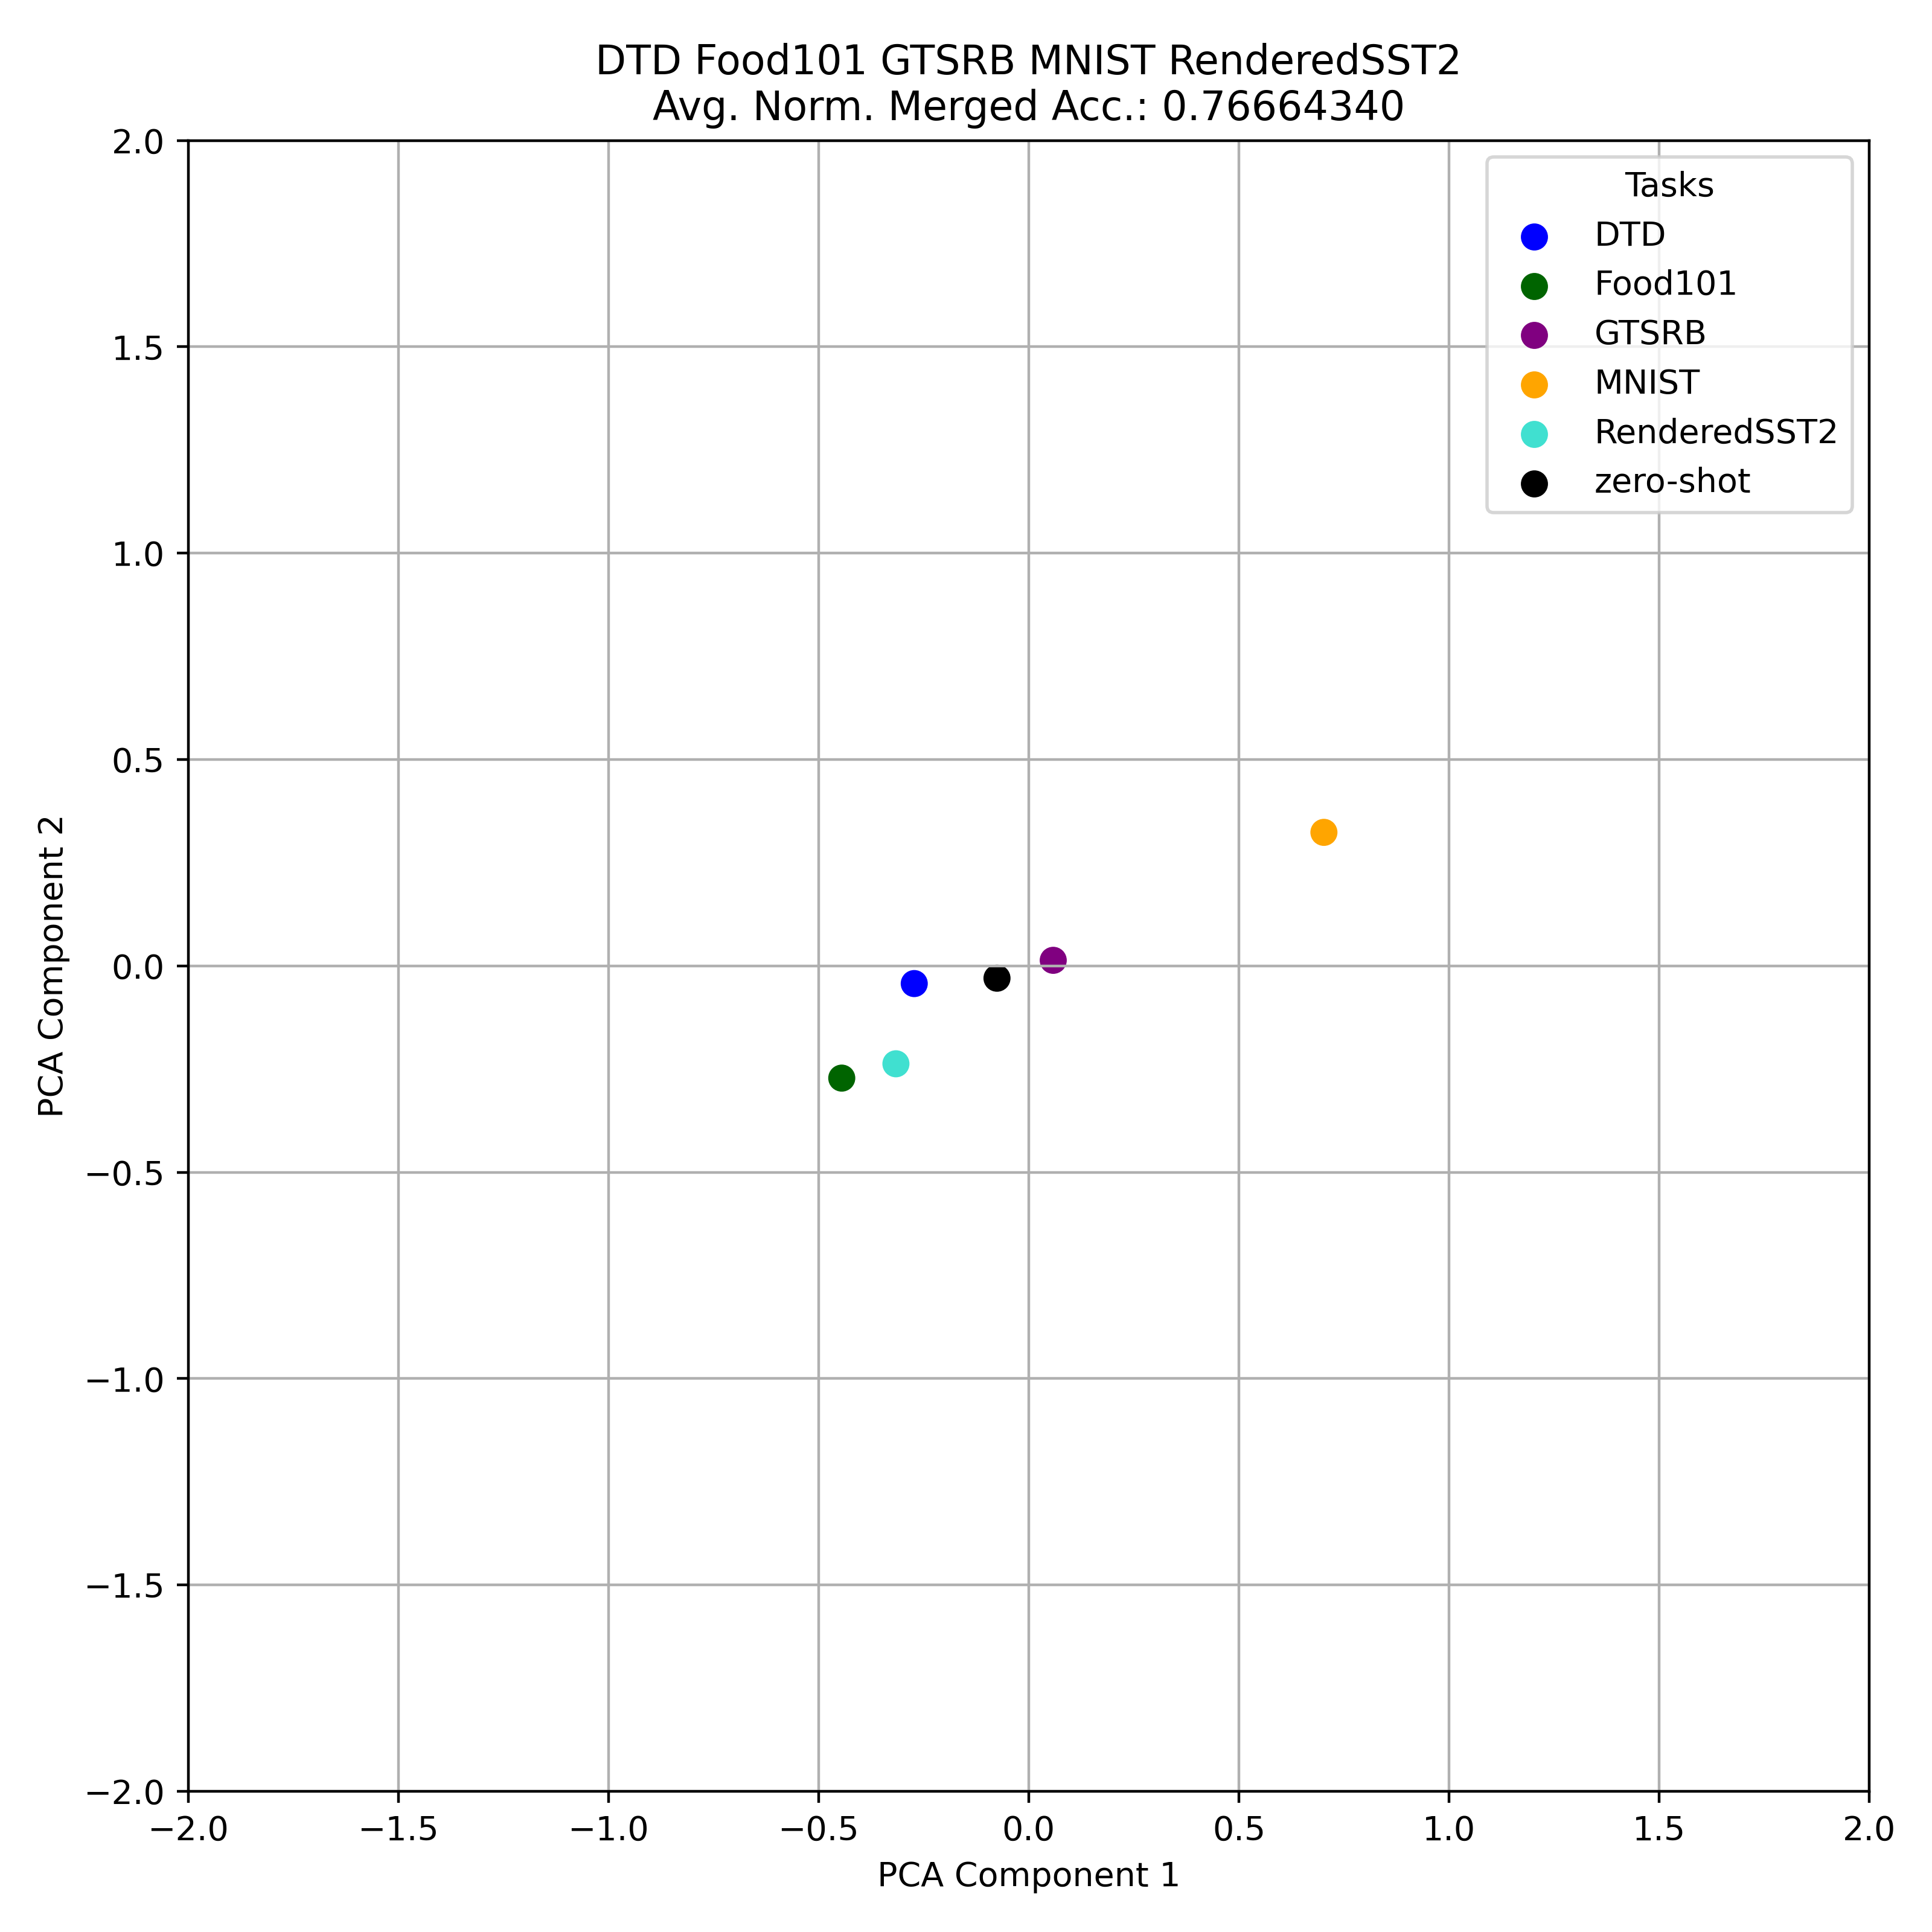 DTD Food101 GTSRB MNIST RenderedSST2
Avg. Norm. Merged Acc.: 0.76664340
Tasks
DTD
Food101
GTSRB
MNIST
RenderedSST2
zero-shot
PCA Component 2
2.0
1.5
1.0
0.5
0.0
−0.5
−1.0
−1.5
−2.0
−2.0 −1.5 −1.0 −0.5 0.0 0.5 1.0 1.5 2.0
PCA Component 1